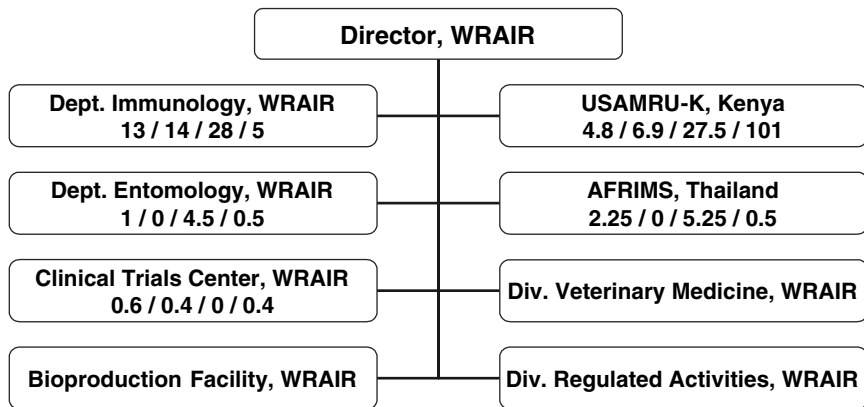 Director, WRAIR
Dept. Immunology, WRAIR
13 / 14 / 28 / 5
USAMRU-K, Kenya
4.8 / 6.9 / 27.5 / 101
Dept. Entomology, WRAIR
1 / 0 / 4.5 / 0.5
AFRIMS, Thailand
2.25 / 0 / 5.25 / 0.5
Clinical Trials Center, WRAIR
0.6 / 0.4 / 0 / 0.4
Div. Veterinary Medicine, WRAIR
Bioproduction Facility, WRAIR
Div. Regulated Activities, WRAIR